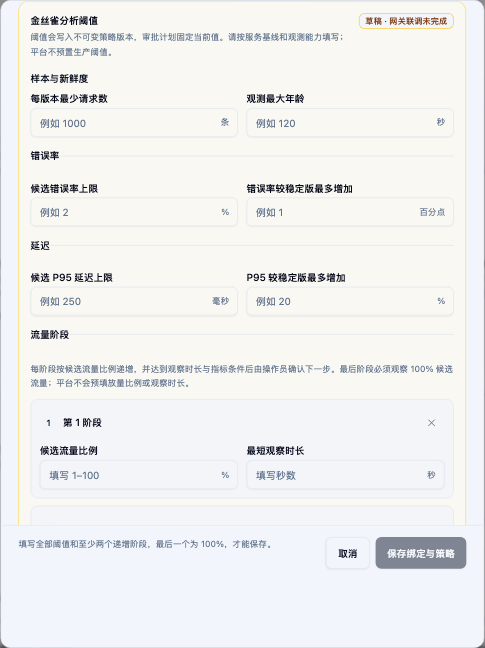 金丝雀分析阈值
草稿 · 网关联调未完成
阈值会写入不可变策略版本，审批计划固定当前值。请按服务基线和观测能力填写；
平台不预置生产阈值。
样本与新鲜度
每版本最少请求数
观测最大年龄
例如 1000 条
例如 120 秒
错误率
候选错误率上限
错误率较稳定版最多增加
例如 2 %
例如 1 百分点
延迟
候选 P95 延迟上限
P95 较稳定版最多增加
例如 250 毫秒
例如 20 %
流量阶段
每阶段按候选流量比例递增，并达到观察时长与指标条件后由操作员确认下一步。最后阶段必须观察 100% 候选
流量；平台不会预填放量比例或观察时长。
1 第 1 阶段
候选流量比例
最短观察时长
填写 1–100 %
填写秒数 秒
填写全部阈值和至少两个递增阶段，最后一个为 100%，才能保存。
取消
保存绑定与策略